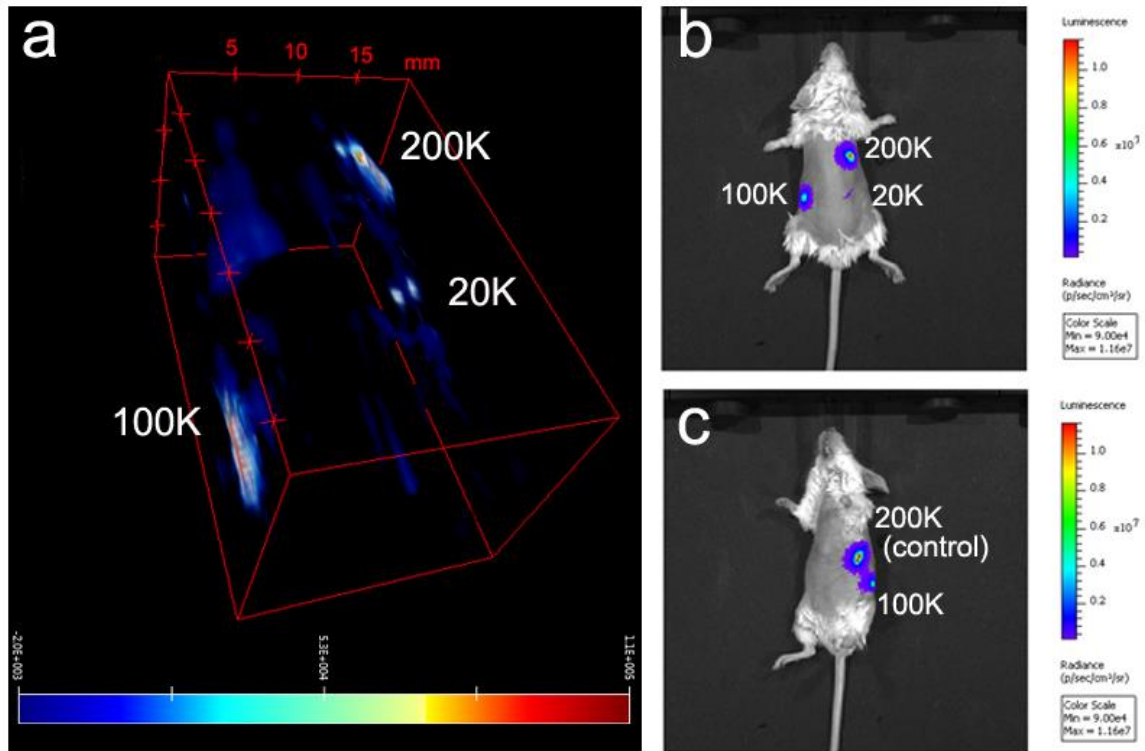 a
5
10
15
mm
200K
20K
100K
-2.0E+003
5.3E+004
1.1E+005
b
200K
100K
20K
Luminescence
1.0
0.8
0.6
x10⁷
0.4
0.2
Radiance
(p/sec/cm²/sr)
Color Scale
Min = 9.00e4
Max = 1.16e7
c
200K
(control)
100K
Luminescence
1.0
0.8
0.6
x10⁷
0.4
0.2
Radiance
(p/sec/cm²/sr)
Color Scale
Min = 9.00e4
Max = 1.16e7